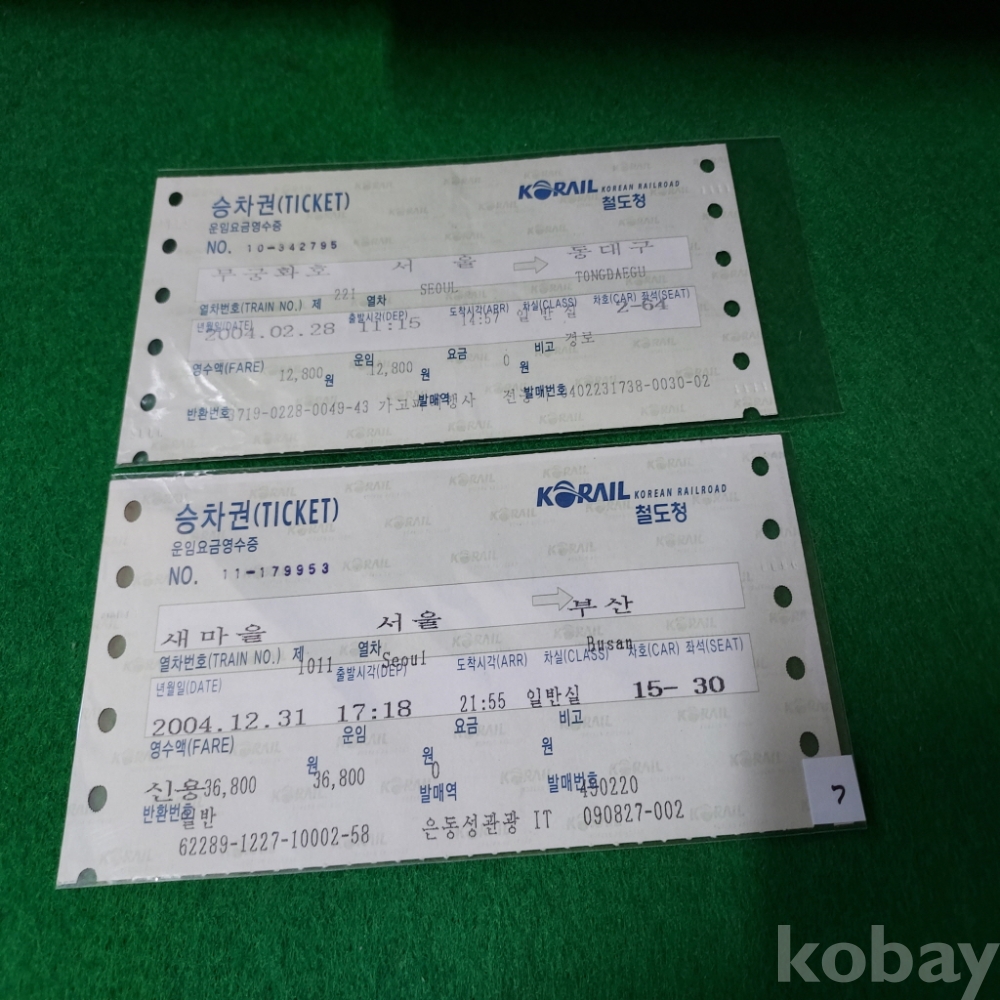 승차권(TICKET)
KORAIL KOREAN RAILROAD
운임요금영수증
철도청
NO. 10-342795
무궁화호 서울 동대구
열차번호(TRAIN NO.) 제 221 열차 SEOUL TONGDAEGU
년월일(DATE) 출발시각(DEP) 도착시각(ARR) 차실(CLASS) 차호(CAR) 좌석(SEAT)
2004.02.28 11:15 14:57 일반실 2-64
영수액(FARE) 운임 요금 비고 경로
12,800 원 12,800 원 0 원
반환번호 0719-0228-0049-43 발매역 발매번호 402231738-0030-02
승차권(TICKET)
KORAIL KOREAN RAILROAD
운임요금영수증
철도청
NO. 11-179953
새마을 서울 부산
열차번호(TRAIN NO.) 제 1011 열차 Seoul Busan
년월일(DATE) 출발시각(DEP) 도착시각(ARR) 차실(CLASS) 차호(CAR) 좌석(SEAT)
2004.12.31 17:18 21:55 일반실 15- 30
영수액(FARE) 운임 요금 비고
신용 36,800 원 36,800 원 0 원
반환번호 일반 발매역 발매번호 430220
62289-1227-10002-58 은동성관광 IT 090827-002
7
kobay